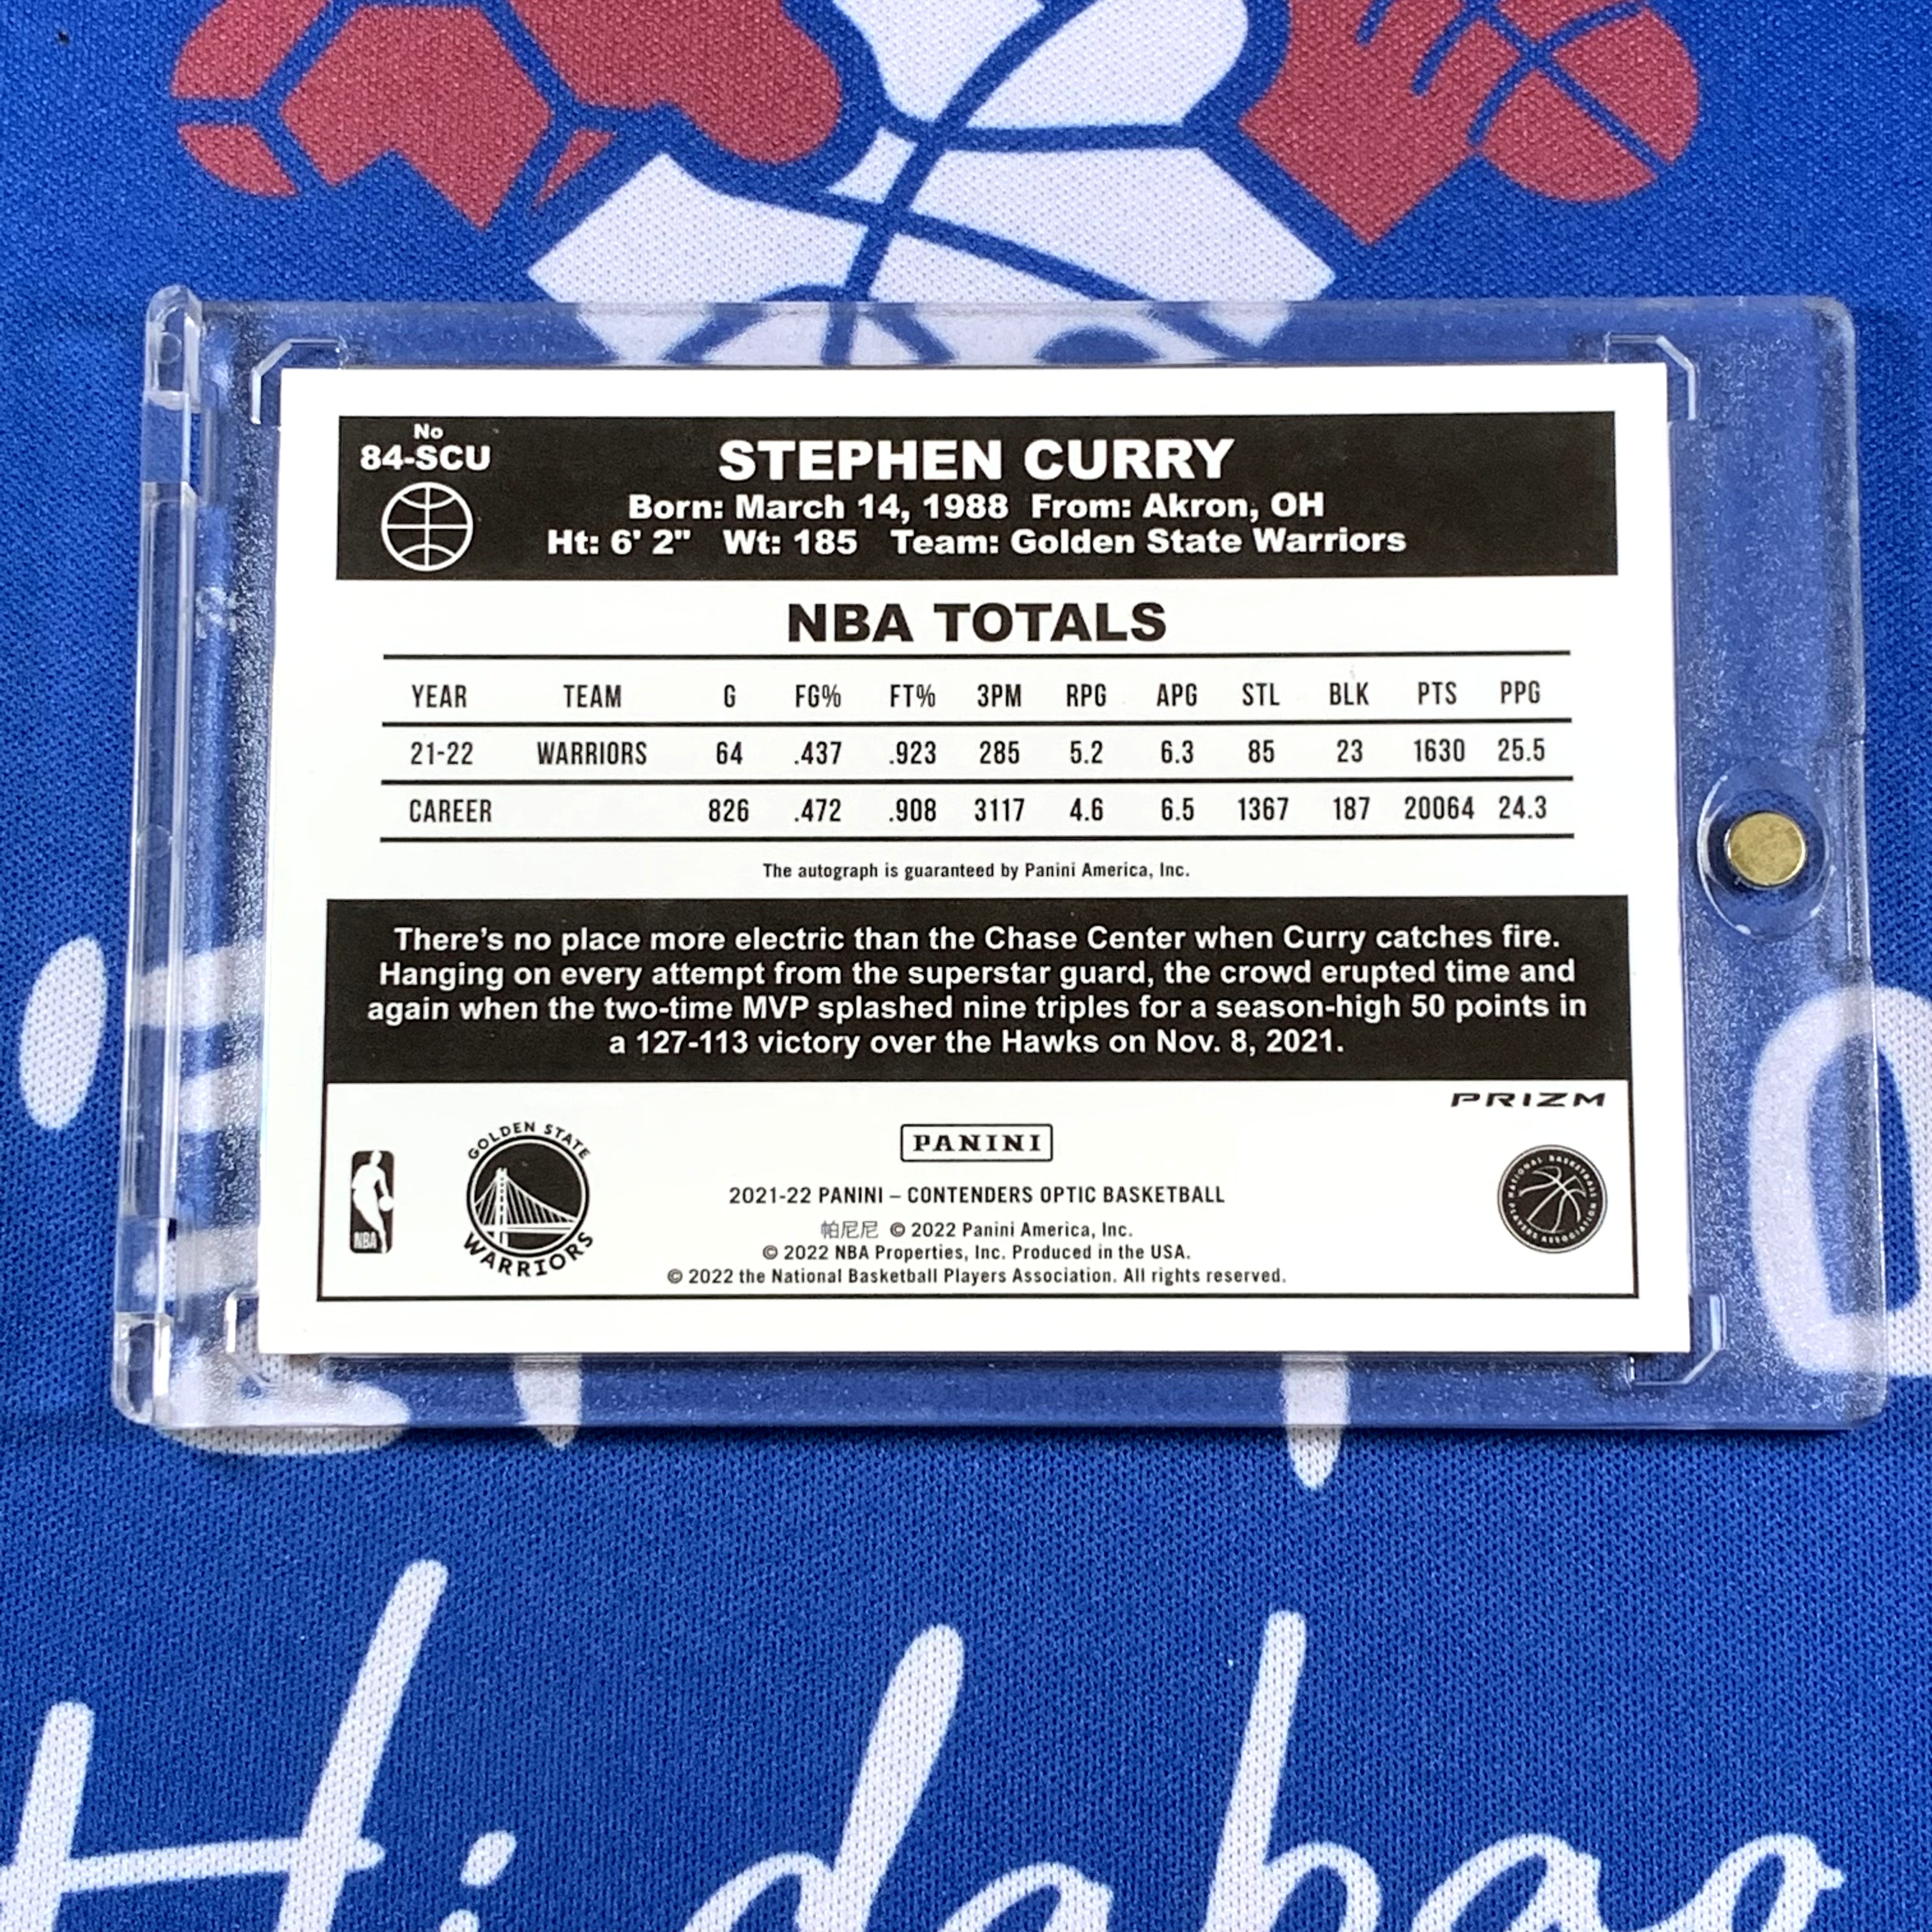 No
84-SCU
STEPHEN CURRY
Born: March 14, 1988 From: Akron, OH
Ht: 6' 2" Wt: 185 Team: Golden State Warriors
NBA TOTALS
YEAR TEAM G FG% FT% 3PM RPG APG STL BLK PTS PPG
21-22 WARRIORS 64 .437 .923 285 5.2 6.3 85 23 1630 25.5
CAREER 826 .472 .908 3117 4.6 6.5 1367 187 20064 24.3
The autograph is guaranteed by Panini America, Inc.
There's no place more electric than the Chase Center when Curry catches fire.
Hanging on every attempt from the superstar guard, the crowd erupted time and
again when the two-time MVP splashed nine triples for a season-high 50 points in
a 127-113 victory over the Hawks on Nov. 8, 2021.
PRIZM
NBA
GOLDEN STATE
WARRIORS
PANINI
2021-22 PANINI – CONTENDERS OPTIC BASKETBALL
帕尼尼 © 2022 Panini America, Inc.
© 2022 NBA Properties, Inc. Produced in the USA.
© 2022 the National Basketball Players Association. All rights reserved.
NATIONAL BASKETBALL PLAYERS ASSOCIATION
Hi